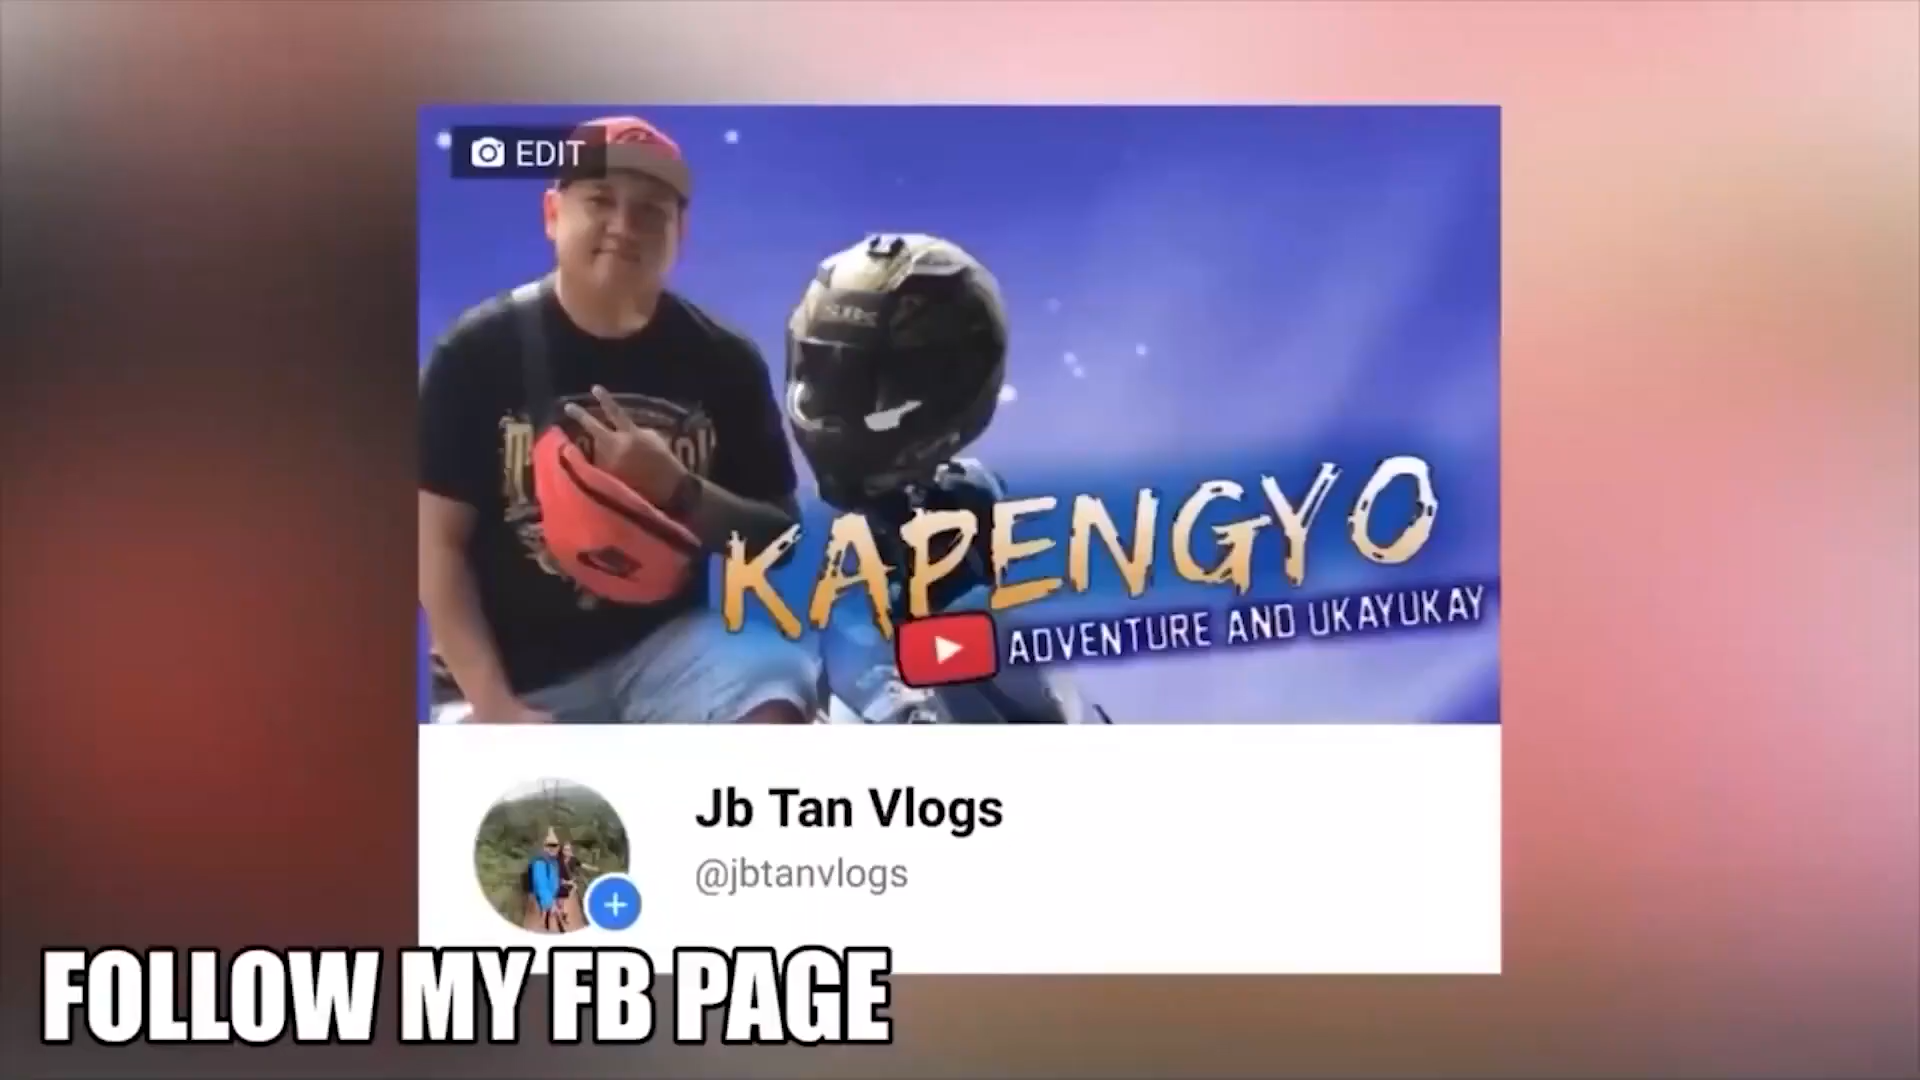 EDIT
KAPENGYO
ADVENTURE AND UKAYUKAY
Jb Tan Vlogs
@jbtanvlogs
FOLLOW MY FB PAGE